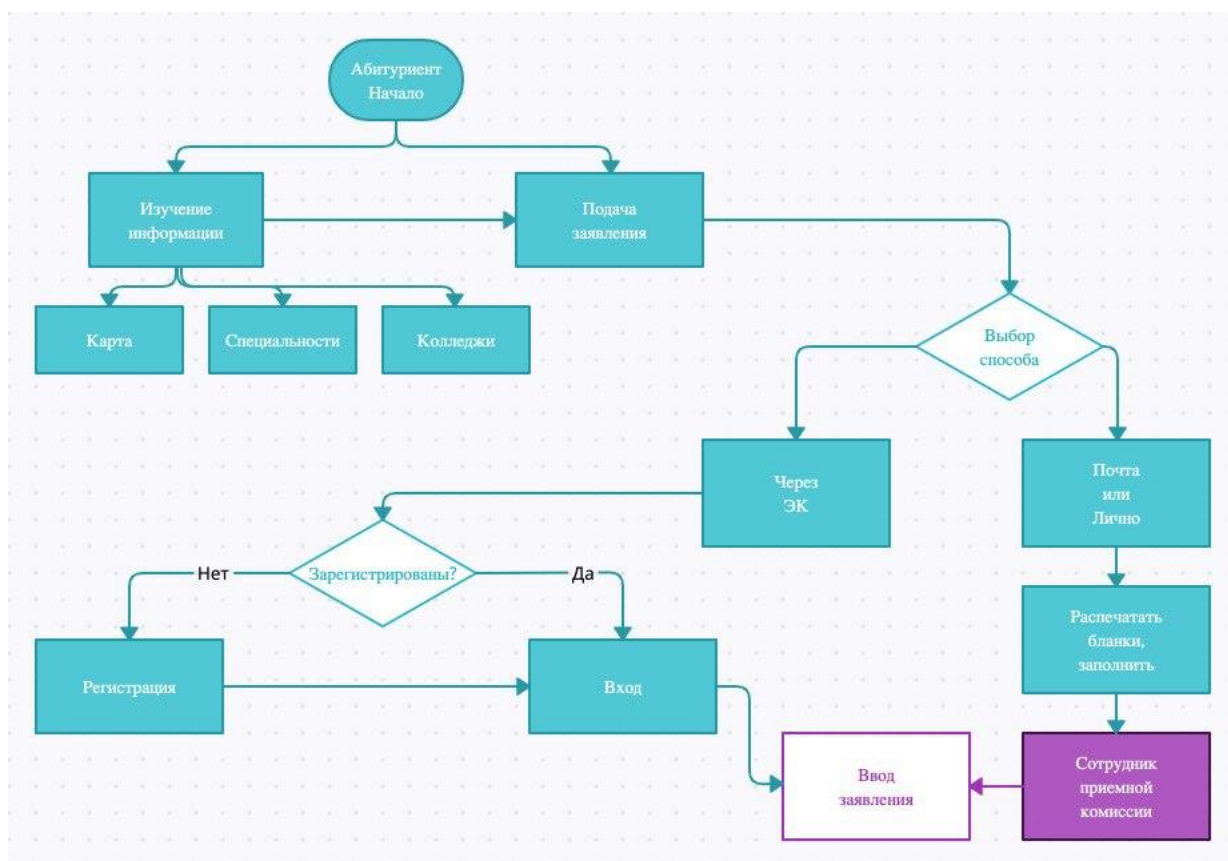 Абитуриент
Начало
Изучение
информации
Подача
заявления
Карта
Специальности
Колледжи
Выбор
способа
Через
ЭК
Почта
или
Лично
Зарегистрированы?
Нет
Да
Распечатать
бланки,
заполнить
Регистрация
Вход
Ввод
заявления
Сотрудник
приемной
комиссии